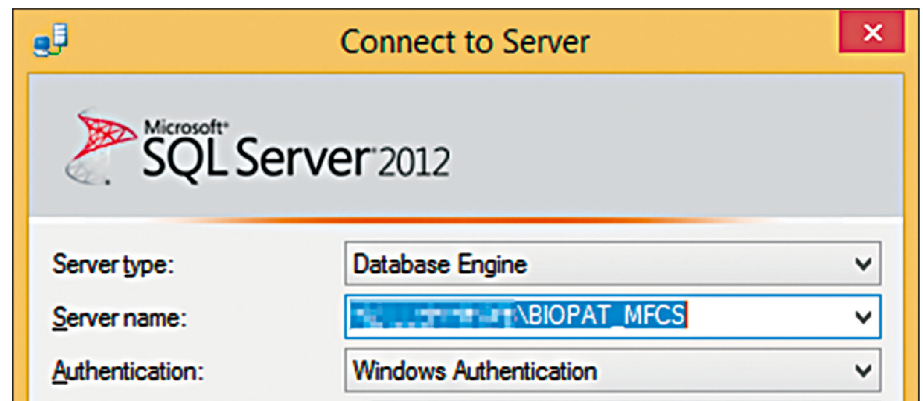 Connect to Server
Microsoft®
SQL Server® 2012
Server type: Database Engine
Server name: \BIOPAT_MFCS
Authentication: Windows Authentication